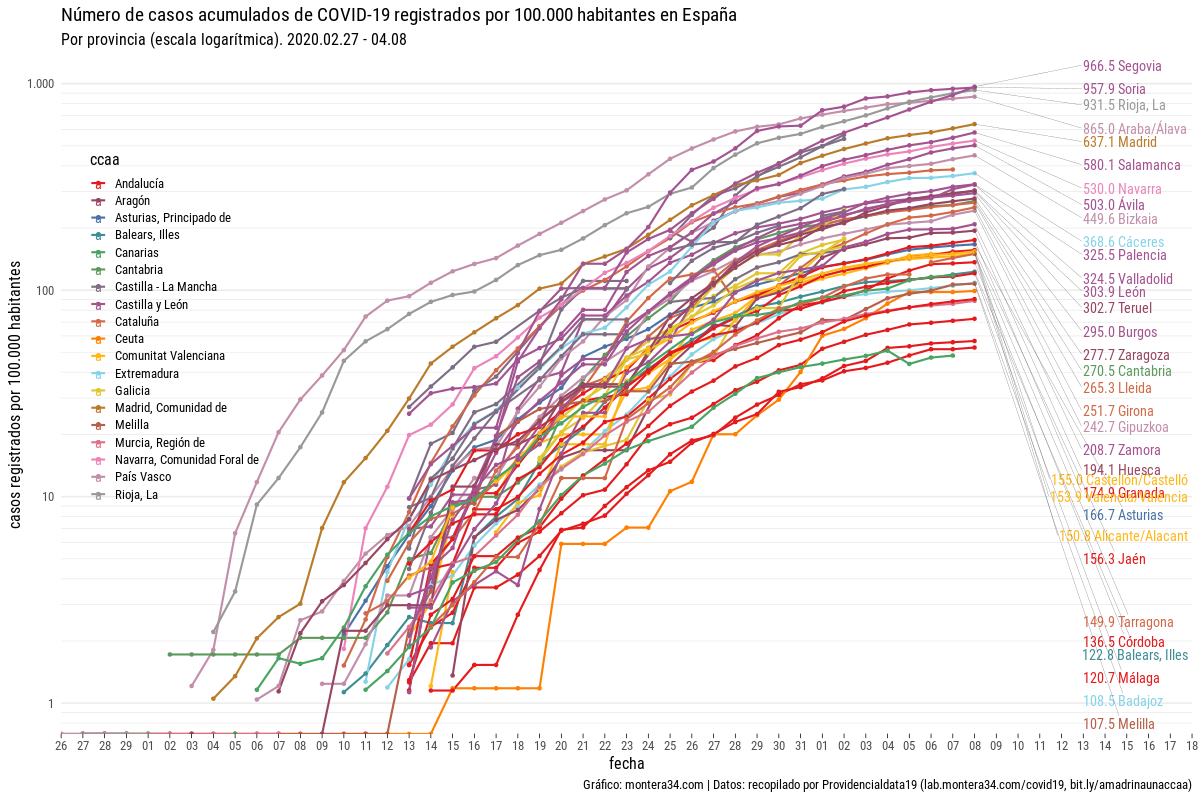 Número de casos acumulados de COVID-19 registrados por 100.000 habitantes en España
Por provincia (escala logarítmica). 2020.02.27 - 04.08
casos registrados por 100.000 habitantes
1.000
100
10
1
ccaa
Andalucía
Aragón
Asturias, Principado de
Balears, Illes
Canarias
Cantabria
Castilla - La Mancha
Castilla y León
Cataluña
Ceuta
Comunitat Valenciana
Extremadura
Galicia
Madrid, Comunidad de
Melilla
Murcia, Región de
Navarra, Comunidad Foral de
País Vasco
Rioja, La
966.5 Segovia
957.9 Soria
931.5 Rioja, La
865.0 Araba/Álava
637.1 Madrid
580.1 Salamanca
530.0 Navarra
503.0 Ávila
449.6 Bizkaia
368.6 Cáceres
325.5 Palencia
324.5 Valladolid
303.9 León
302.7 Teruel
295.0 Burgos
277.7 Zaragoza
270.5 Cantabria
265.3 Lleida
251.7 Girona
242.7 Gipuzkoa
208.7 Zamora
194.1 Huesca
155.0 Castellón/Castelló
174.9 Granada
153.9 Valencia/València
166.7 Asturias
150.8 Alicante/Alacant
156.3 Jaén
149.9 Tarragona
136.5 Córdoba
122.8 Balears, Illes
120.7 Málaga
108.5 Badajoz
107.5 Melilla
26 27 28 29 01 02 03 04 05 06 07 08 09 10 11 12 13 14 15 16 17 18 19 20 21 22 23 24 25 26 27 28 29 30 31 01 02 03 04 05 06 07 08 09 10 11 12 13 14 15 16 17 18
fecha
Gráfico: montera34.com | Datos: recopilado por Providencialdata19 (lab.montera34.com/covid19, bit.ly/amadrinaunaccaa)